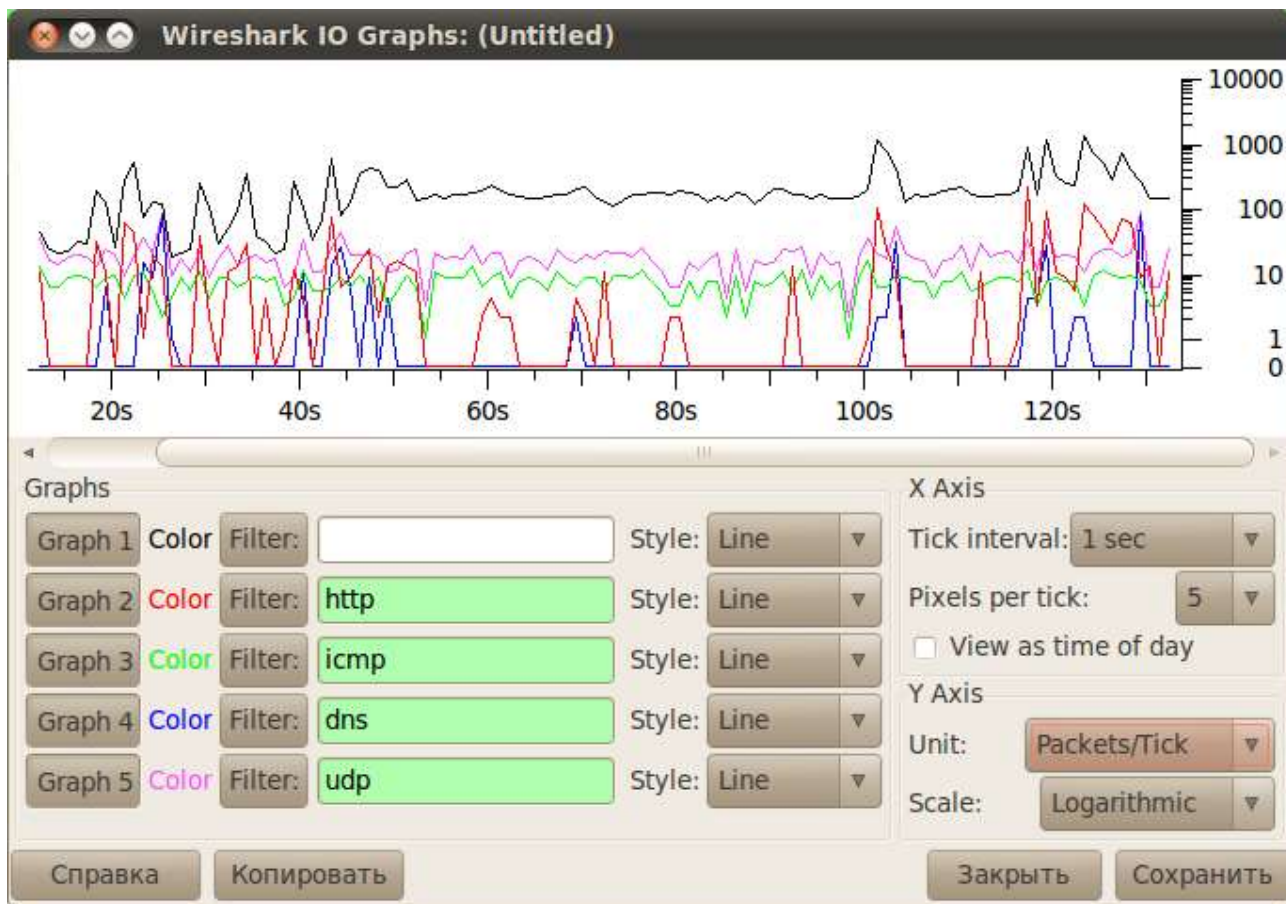 Wireshark IO Graphs: (Untitled)
10000
1000
100
10
1
0
20s 40s 60s 80s 100s 120s
Graphs
Graph 1 Color Filter: Style: Line
Graph 2 Color Filter: http Style: Line
Graph 3 Color Filter: icmp Style: Line
Graph 4 Color Filter: dns Style: Line
Graph 5 Color Filter: udp Style: Line
X Axis
Tick interval: 1 sec
Pixels per tick: 5
View as time of day
Y Axis
Unit: Packets/Tick
Scale: Logarithmic
Справка Копировать Закрыть Сохранить